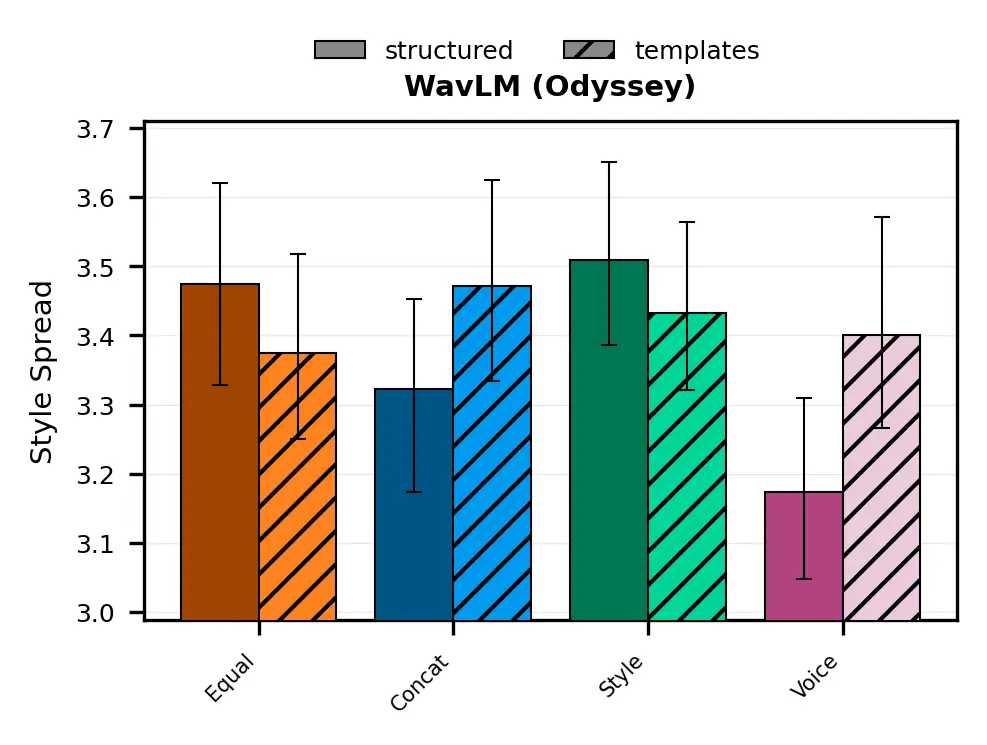 structured templates
WavLM (Odyssey)
3.7
3.6
3.5
3.4
3.3
3.2
3.1
3.0
Style Spread
Equal Concat Style Voice